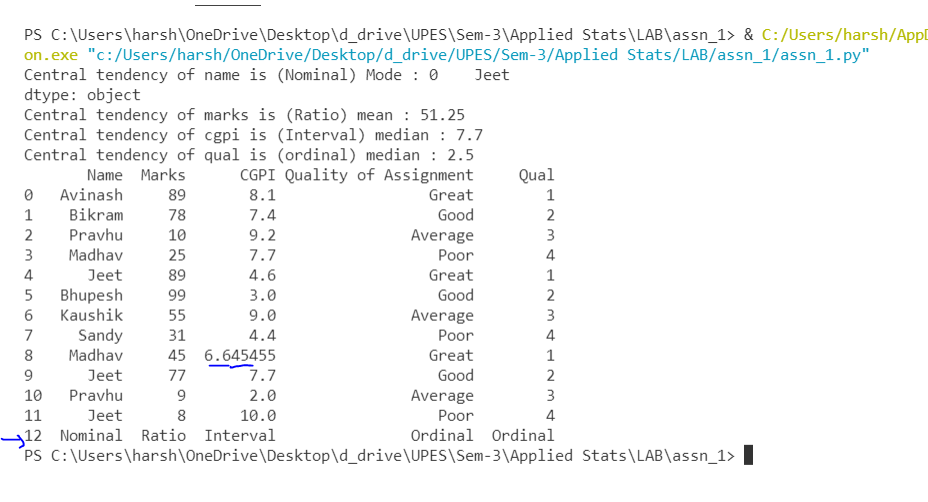 PS C:\Users\harsh\OneDrive\Desktop\d_drive\UPES\Sem-3\Applied Stats\LAB\assn_1> & C:/Users/harsh/AppD
on.exe "c:/Users/harsh/OneDrive/Desktop/d_drive/UPES/Sem-3/Applied Stats/LAB/assn_1/assn_1.py"
Central tendency of name is (Nominal) Mode : 0    Jeet
dtype: object
Central tendency of marks is (Ratio) mean : 51.25
Central tendency of cgpi is (Interval) median : 7.7
Central tendency of qual is (ordinal) median : 2.5
       Name  Marks      CGPI Quality of Assignment     Qual
0   Avinash     89       8.1                 Great        1
1    Bikram     78       7.4                  Good        2
2    Pravhu     10       9.2               Average        3
3    Madhav     25       7.7                  Poor        4
4      Jeet     89       4.6                 Great        1
5   Bhupesh     99       3.0                  Good        2
6   Kaushik     55       9.0               Average        3
7     Sandy     31       4.4                  Poor        4
8    Madhav     45  6.645455                 Great        1
9      Jeet     77       7.7                  Good        2
10   Pravhu      9       2.0               Average        3
11     Jeet      8      10.0                  Poor        4
12  Nominal  Ratio  Interval               Ordinal  Ordinal
PS C:\Users\harsh\OneDrive\Desktop\d_drive\UPES\Sem-3\Applied Stats\LAB\assn_1>